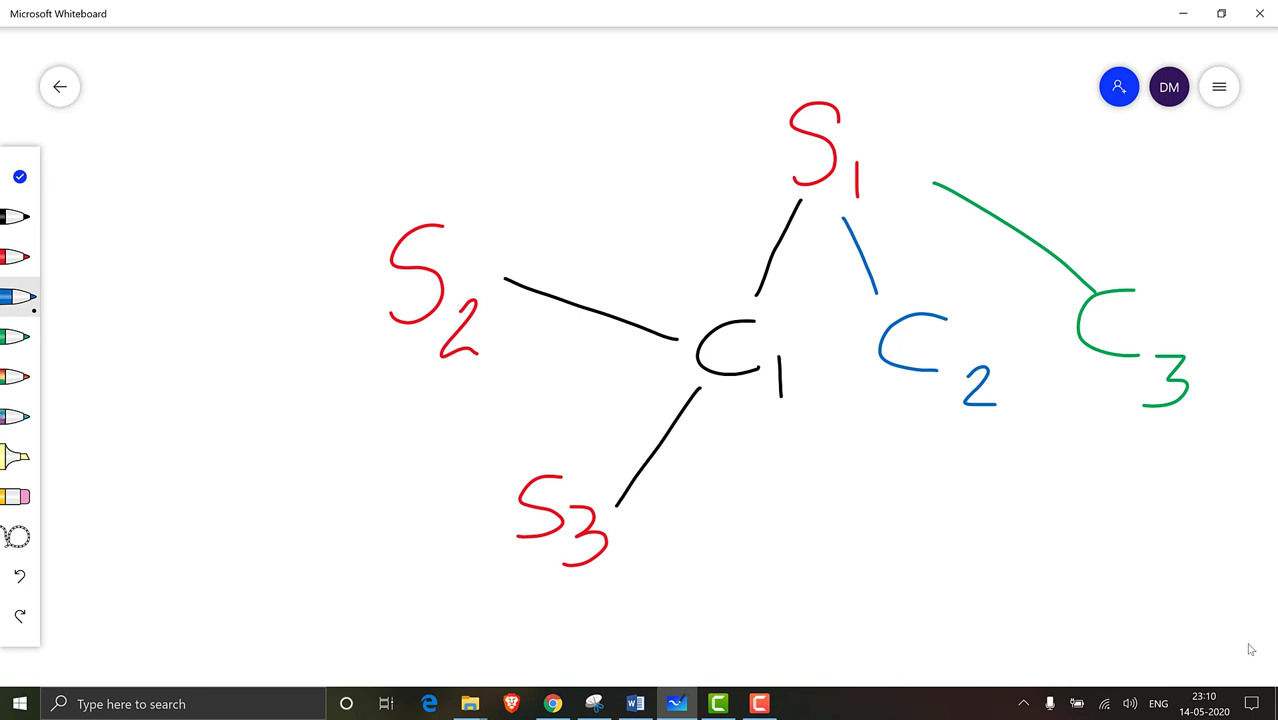 Microsoft Whiteboard
DM
S1
S2
C1
C2
C3
S3
Type here to search
ENG
23:10
14-05-2020